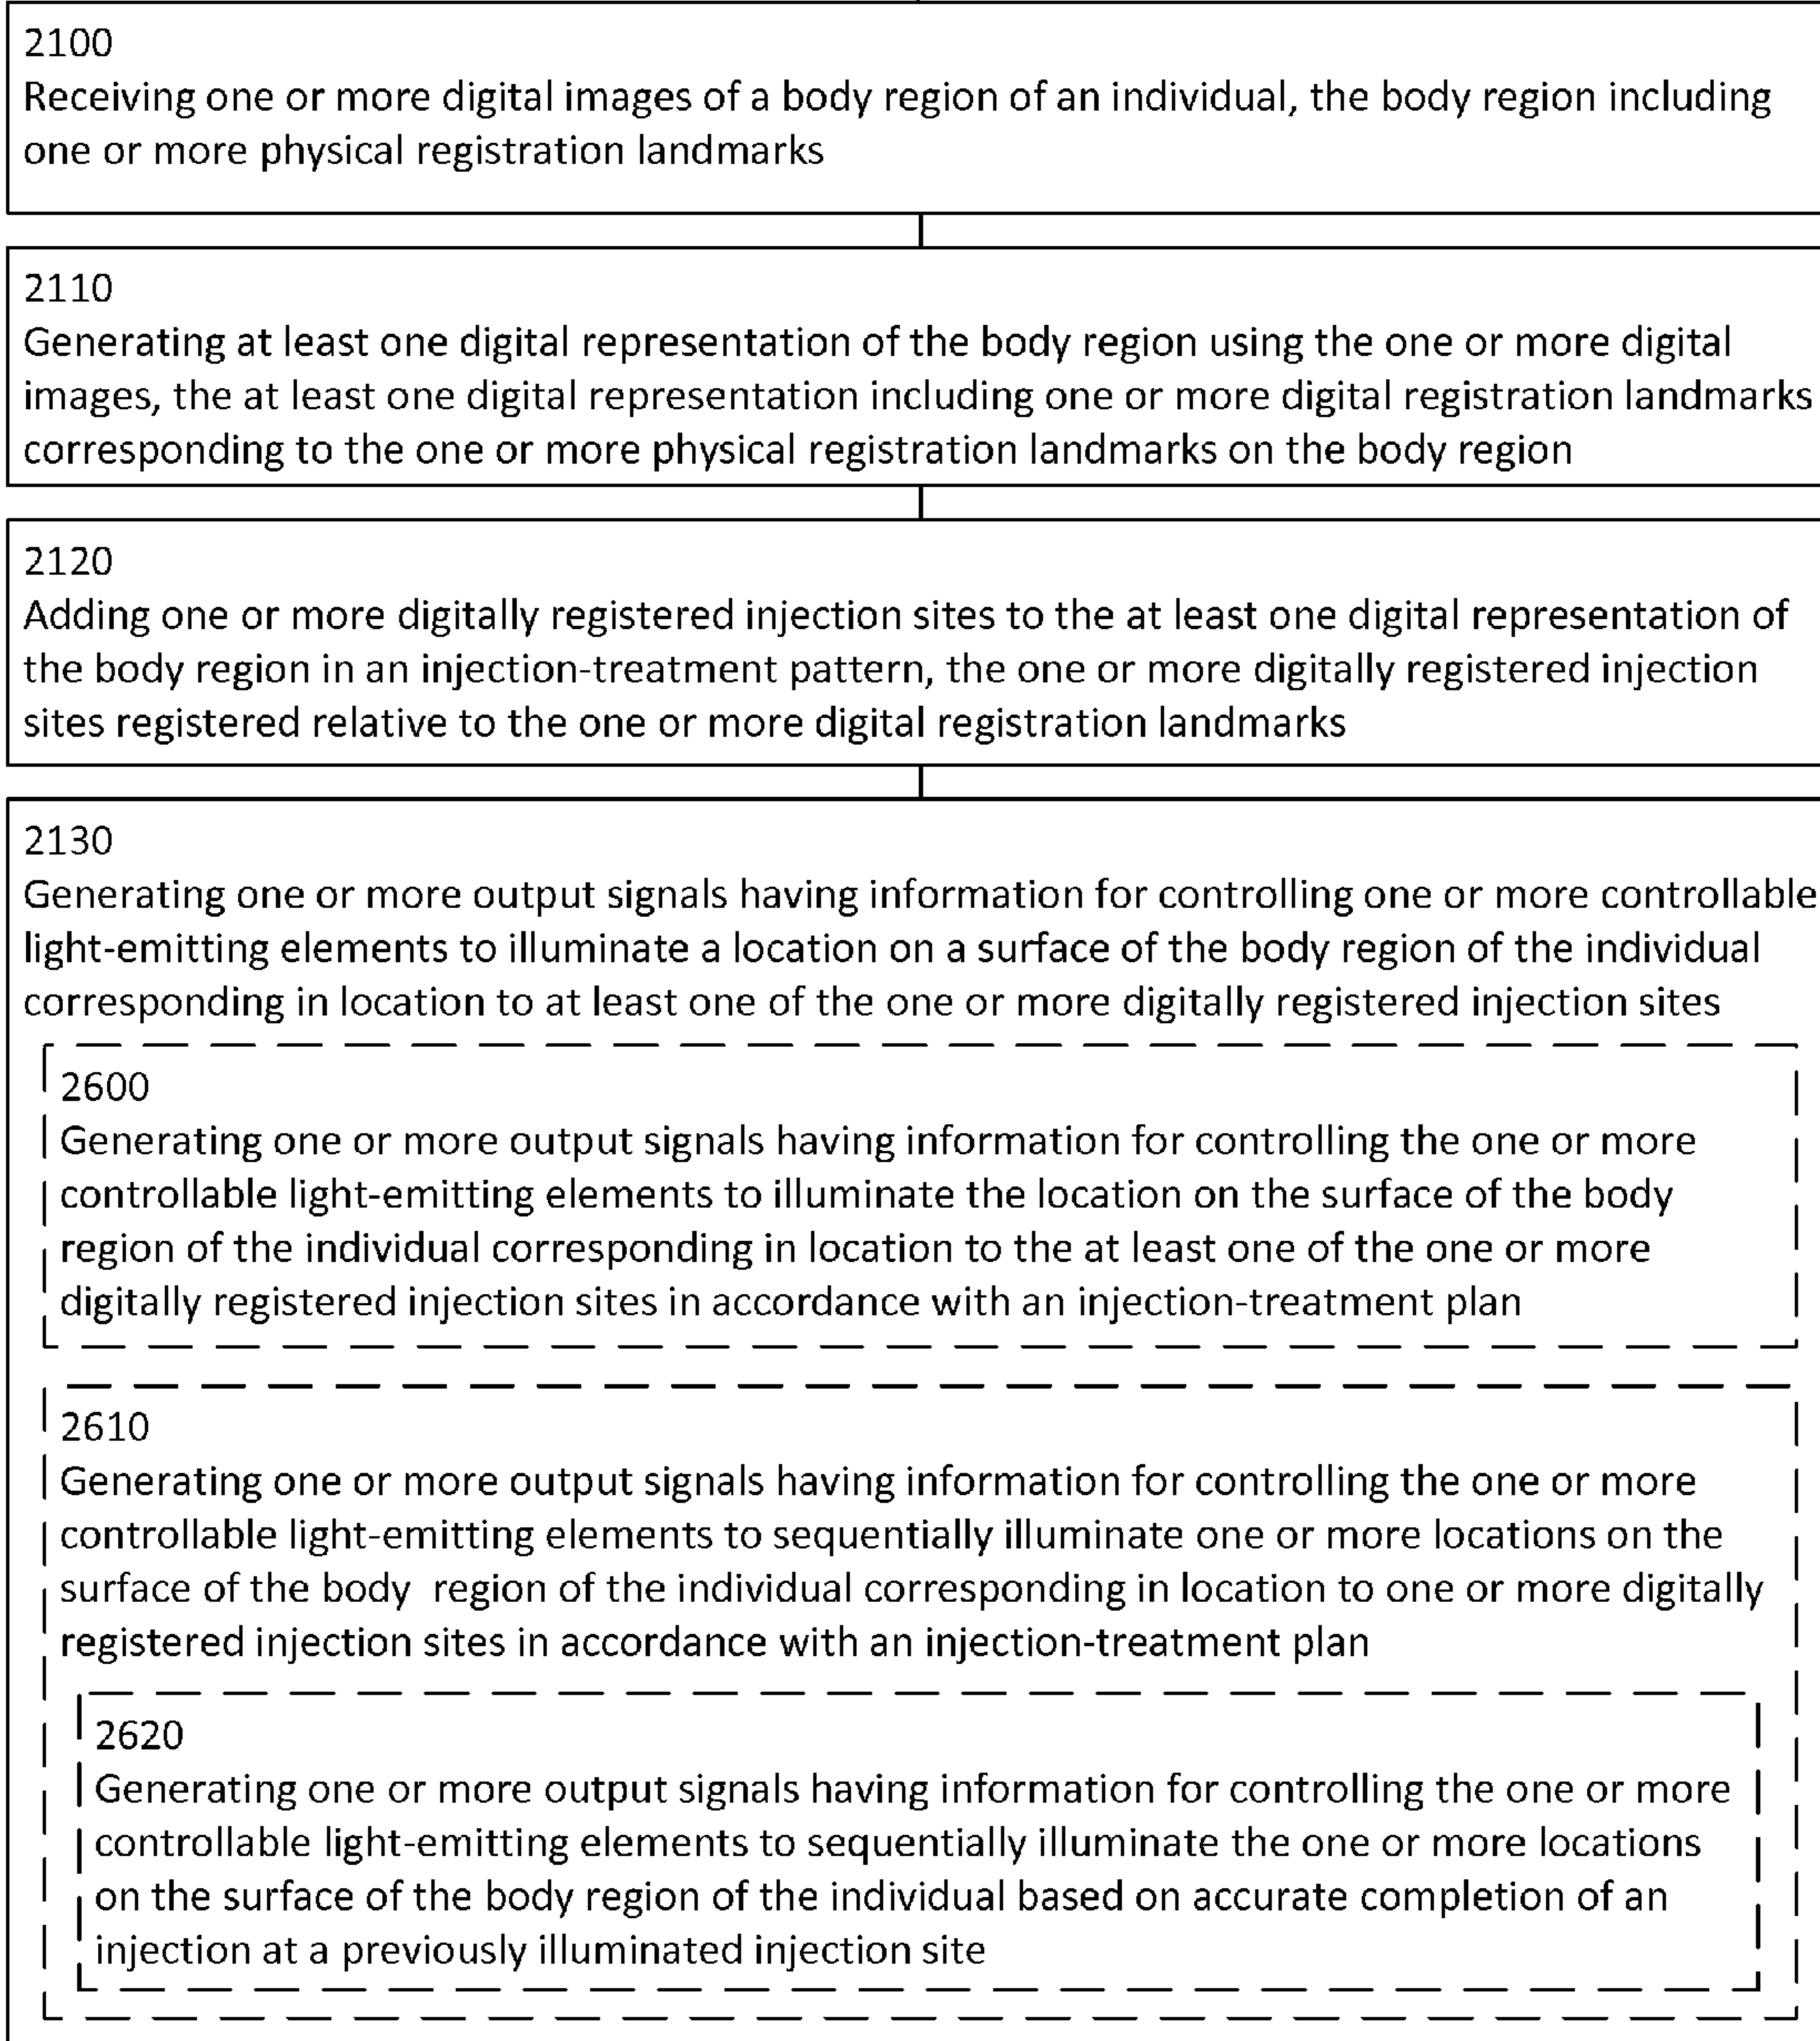 2100
Receiving one or more digital images of a body region of an individual, the body region including
one or more physical registration landmarks
2110
Generating at least one digital representation of the body region using the one or more digital
images, the at least one digital representation including one or more digital registration landmarks
corresponding to the one or more physical registration landmarks on the body region
2120
Adding one or more digitally registered injection sites to the at least one digital representation of
the body region in an injection-treatment pattern, the one or more digitally registered injection
sites registered relative to the one or more digital registration landmarks
2130
Generating one or more output signals having information for controlling one or more controllable
light-emitting elements to illuminate a location on a surface of the body region of the individual
corresponding in location to at least one of the one or more digitally registered injection sites
2600
Generating one or more output signals having information for controlling the one or more
controllable light-emitting elements to illuminate the location on the surface of the body
region of the individual corresponding in location to the at least one of the one or more
digitally registered injection sites in accordance with an injection-treatment plan
2610
Generating one or more output signals having information for controlling the one or more
controllable light-emitting elements to sequentially illuminate one or more locations on the
surface of the body region of the individual corresponding in location to one or more digitally
registered injection sites in accordance with an injection-treatment plan
2620
Generating one or more output signals having information for controlling the one or more
controllable light-emitting elements to sequentially illuminate the one or more locations
on the surface of the body region of the individual based on accurate completion of an
injection at a previously illuminated injection site